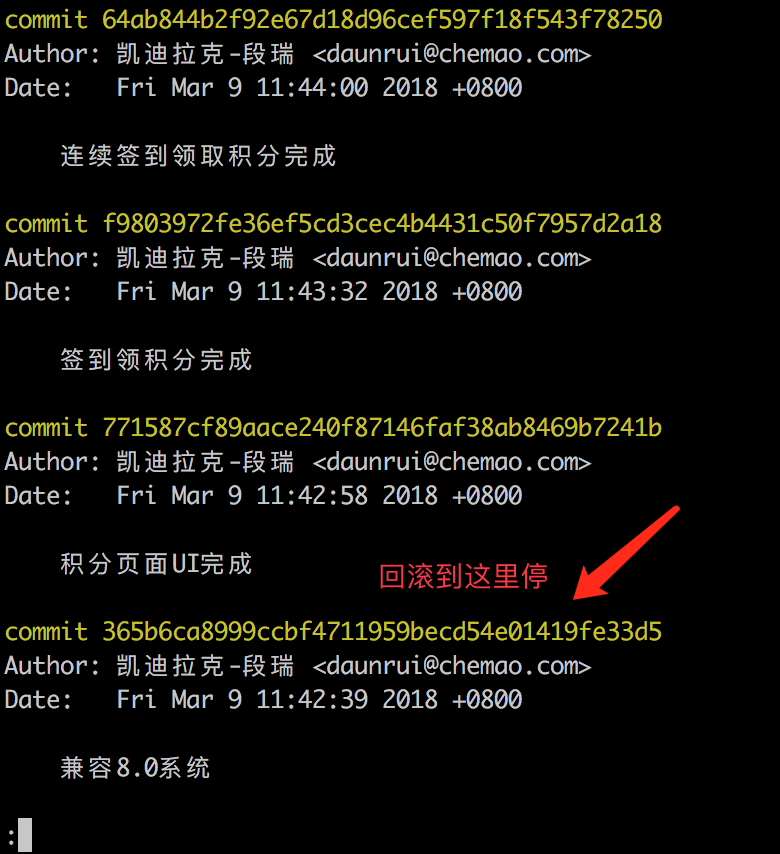 commit 64ab844b2f92e67d18d96cef597f18f543f78250
Author: 凯迪拉克-段瑞 <daunrui@chemao.com>
Date:   Fri Mar 9 11:44:00 2018 +0800
连续签到领取积分完成
commit f9803972fe36ef5cd3cec4b4431c50f7957d2a18
Author: 凯迪拉克-段瑞 <daunrui@chemao.com>
Date:   Fri Mar 9 11:43:32 2018 +0800
签到领积分完成
commit 771587cf89aace240f87146faf38ab8469b7241b
Author: 凯迪拉克-段瑞 <daunrui@chemao.com>
Date:   Fri Mar 9 11:42:58 2018 +0800
积分页面UI完成
回滚到这里停
commit 365b6ca8999ccbf4711959becd54e01419fe33d5
Author: 凯迪拉克-段瑞 <daunrui@chemao.com>
Date:   Fri Mar 9 11:42:39 2018 +0800
兼容8.0系统
: